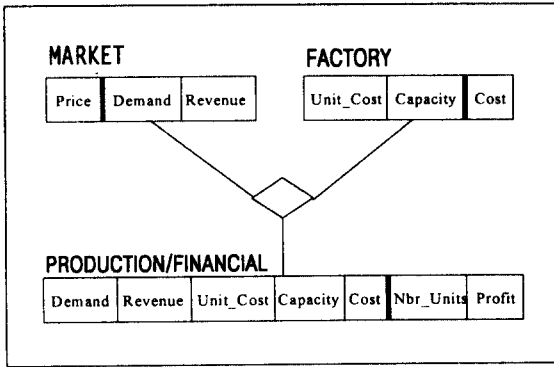 MARKET
FACTORY
Price Demand Revenue
Unit_Cost Capacity Cost
PRODUCTION/FINANCIAL
Demand Revenue Unit_Cost Capacity Cost Nbr_Units Profit